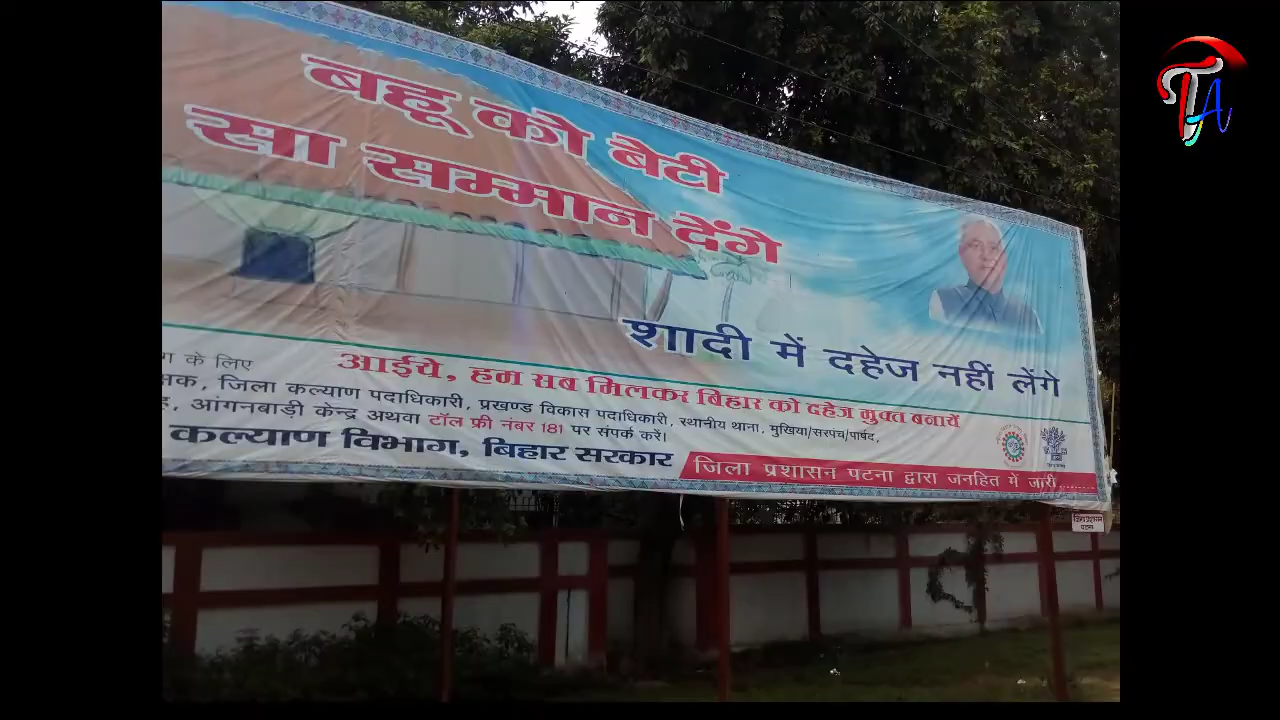 बहू को बेटी
सा सम्मान देंगे
शादी में दहेज नहीं लेंगे
के लिए
आईये, हम सब मिलकर बिहार को दहेज मुक्त बनायें
जिला कल्याण पदाधिकारी, प्रखण्ड विकास पदाधिकारी, स्थानीय थाना, मुखिया/सरपंच/पार्षद,
आंगनबाड़ी केन्द्र अथवा टॉल फ्री नंबर 181 पर संपर्क करें।
कल्याण विभाग, बिहार सरकार
जिला प्रशासन पटना द्वारा जनहित में जारी......
TA